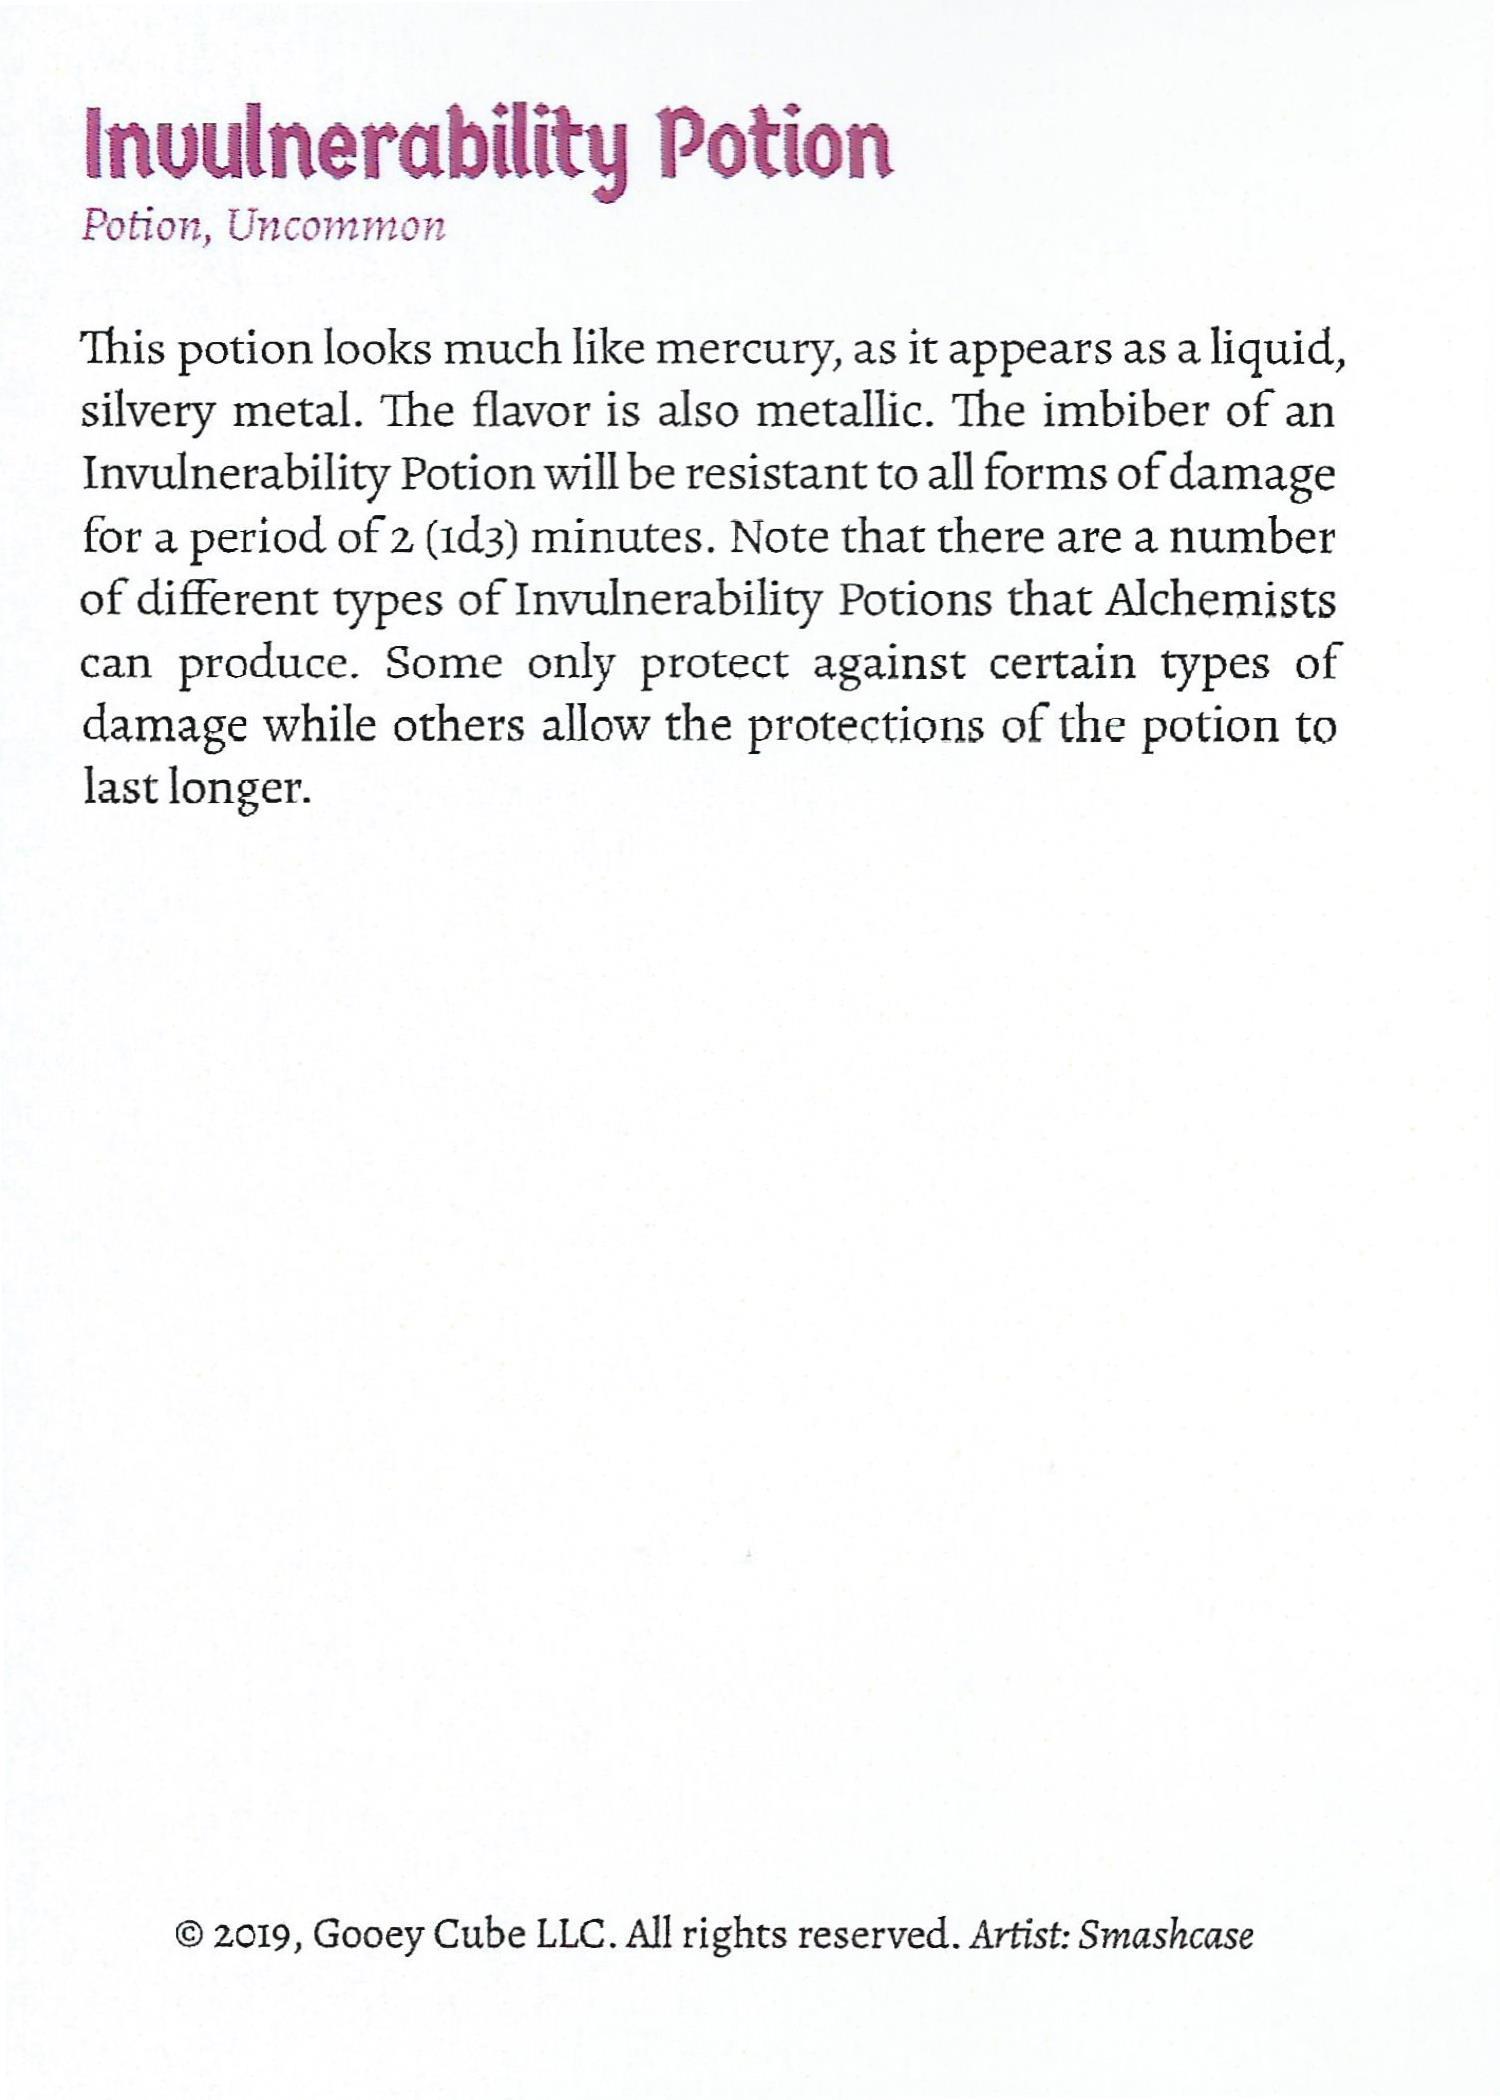 Invulnerability Potion
Potion, Uncommon
This potion looks much like mercury, as it appears as a liquid,
silvery metal. The flavor is also metallic. The imbiber of an
Invulnerability Potion will be resistant to all forms of damage
for a period of 2 (1d3) minutes. Note that there are a number
of different types of Invulnerability Potions that Alchemists
can produce. Some only protect against certain types of
damage while others allow the protections of the potion to
last longer.
© 2019, Gooey Cube LLC. All rights reserved. Artist: Smashcase